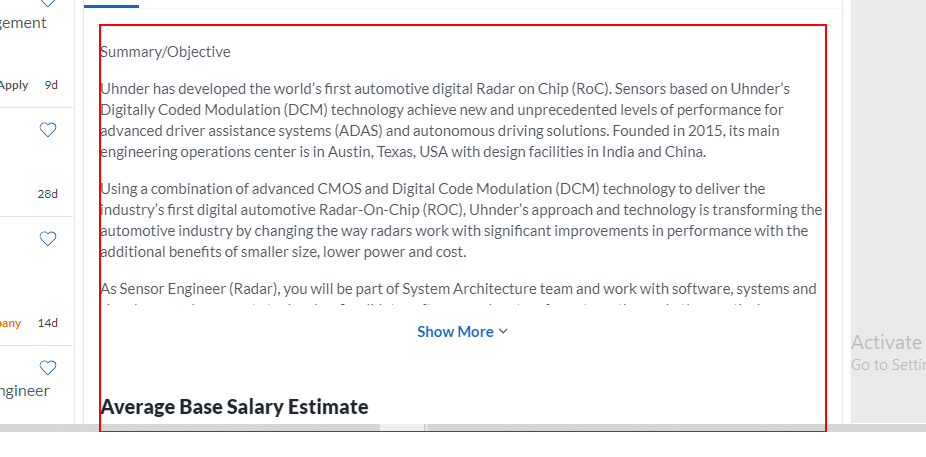 gement
Apply 9d
28d
any 14d
ngineer
Summary/Objective
Uhnder has developed the world’s first automotive digital Radar on Chip (RoC). Sensors based on Uhnder’s
Digitally Coded Modulation (DCM) technology achieve new and unprecedented levels of performance for
advanced driver assistance systems (ADAS) and autonomous driving solutions. Founded in 2015, its main
engineering operations center is in Austin, Texas, USA with design facilities in India and China.
Using a combination of advanced CMOS and Digital Code Modulation (DCM) technology to deliver the
industry’s first digital automotive Radar-On-Chip (ROC), Uhnder’s approach and technology is transforming the
automotive industry by changing the way radars work with significant improvements in performance with the
additional benefits of smaller size, lower power and cost.
As Sensor Engineer (Radar), you will be part of System Architecture team and work with software, systems and
Show More
Average Base Salary Estimate
Activate
Go to Settin